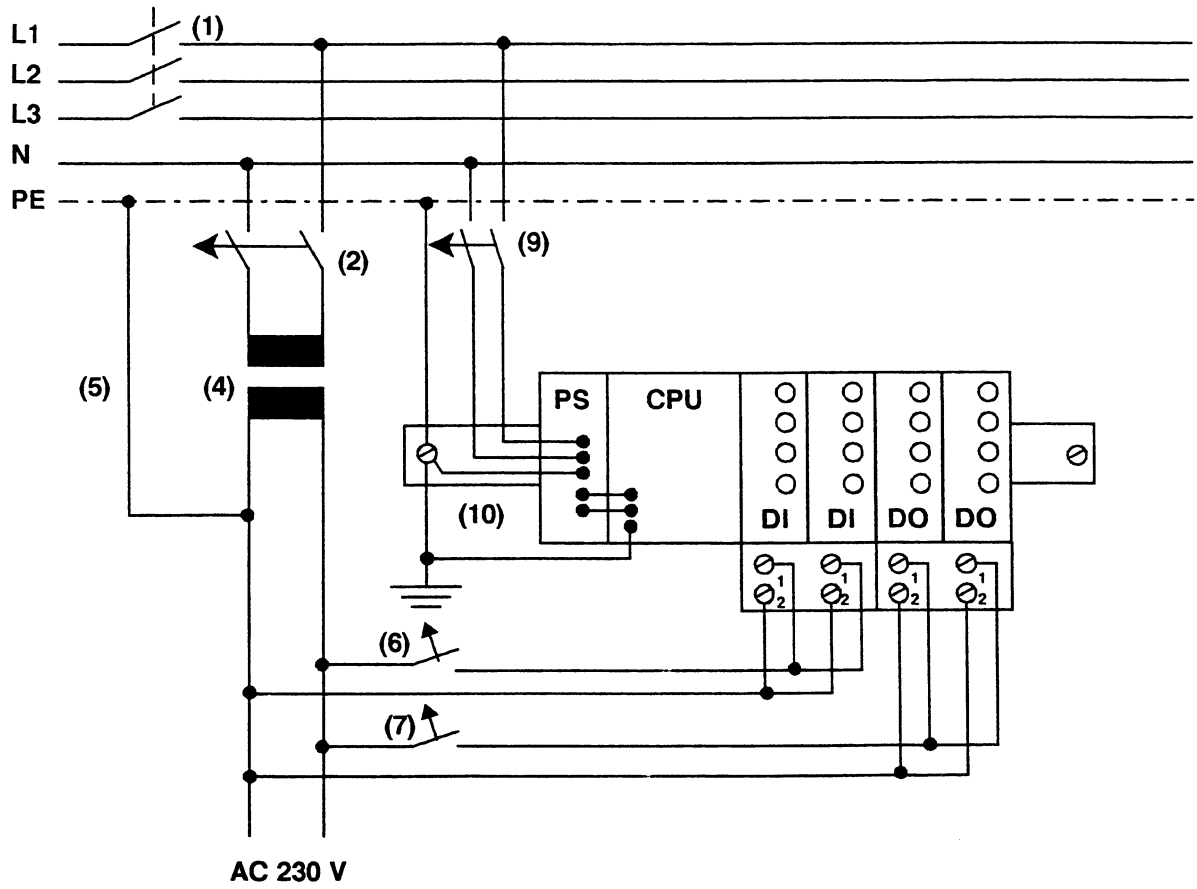 L1
(1)
L2
L3
N
PE
(2)
(9)
(5)
(4)
PS
CPU
(10)
DI
DI
DO
DO
1
1
1
1
2
2
2
2
(6)
(7)
AC 230 V